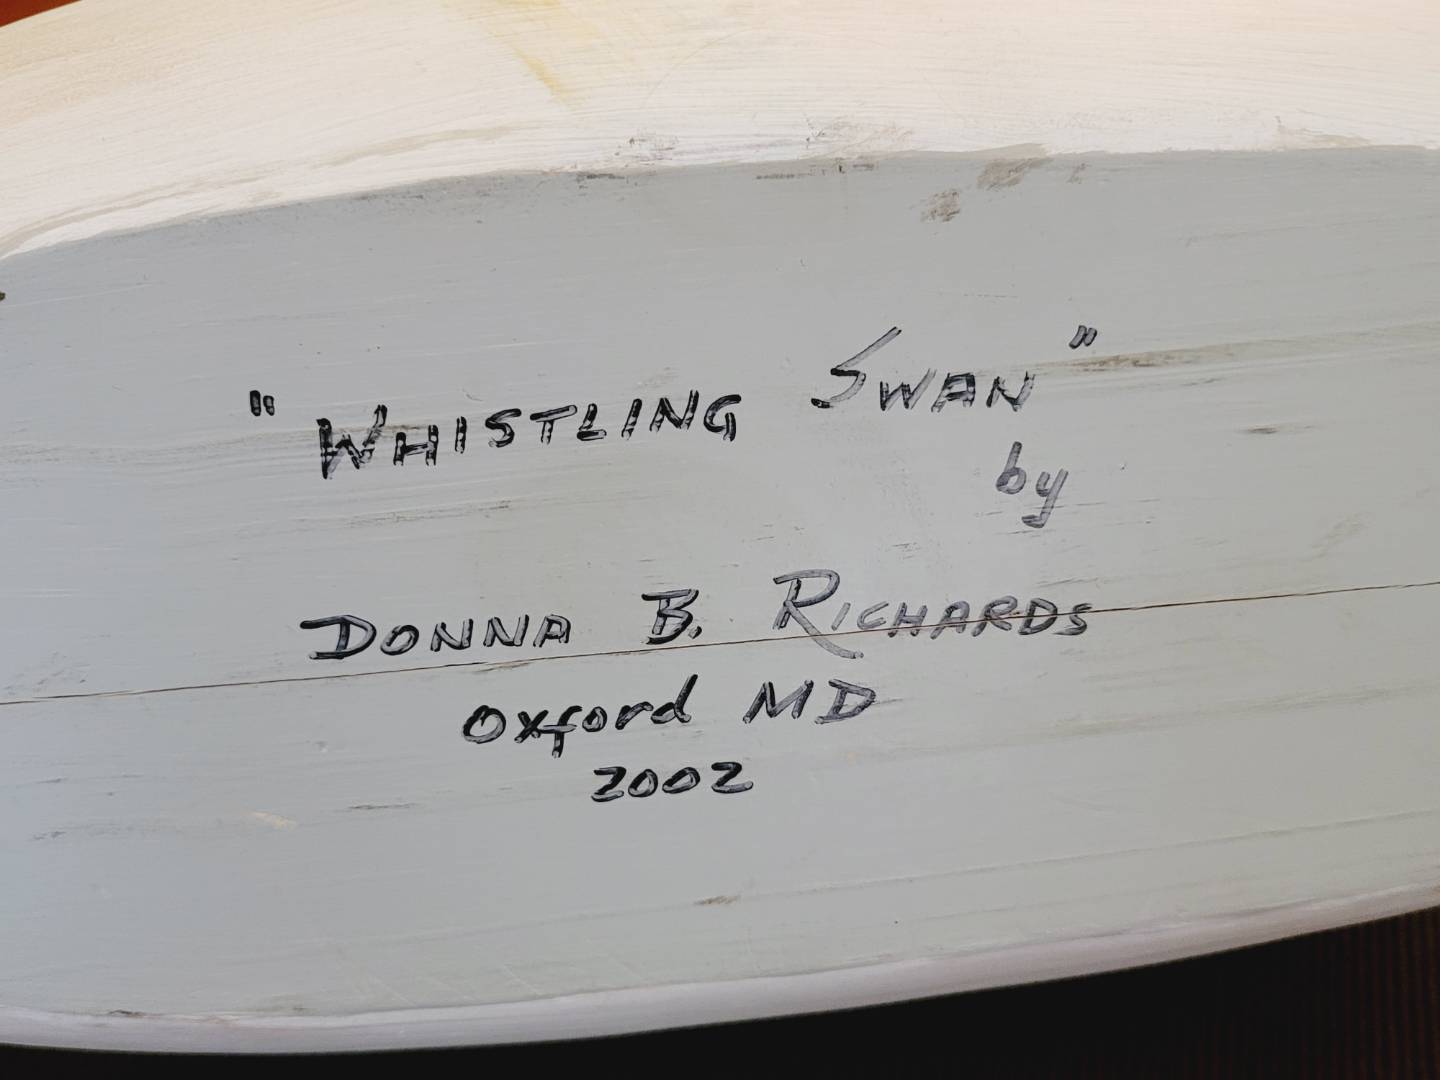 "WHISTLING SWAN"
by
DONNA B. RICHARDS
Oxford MD
2002